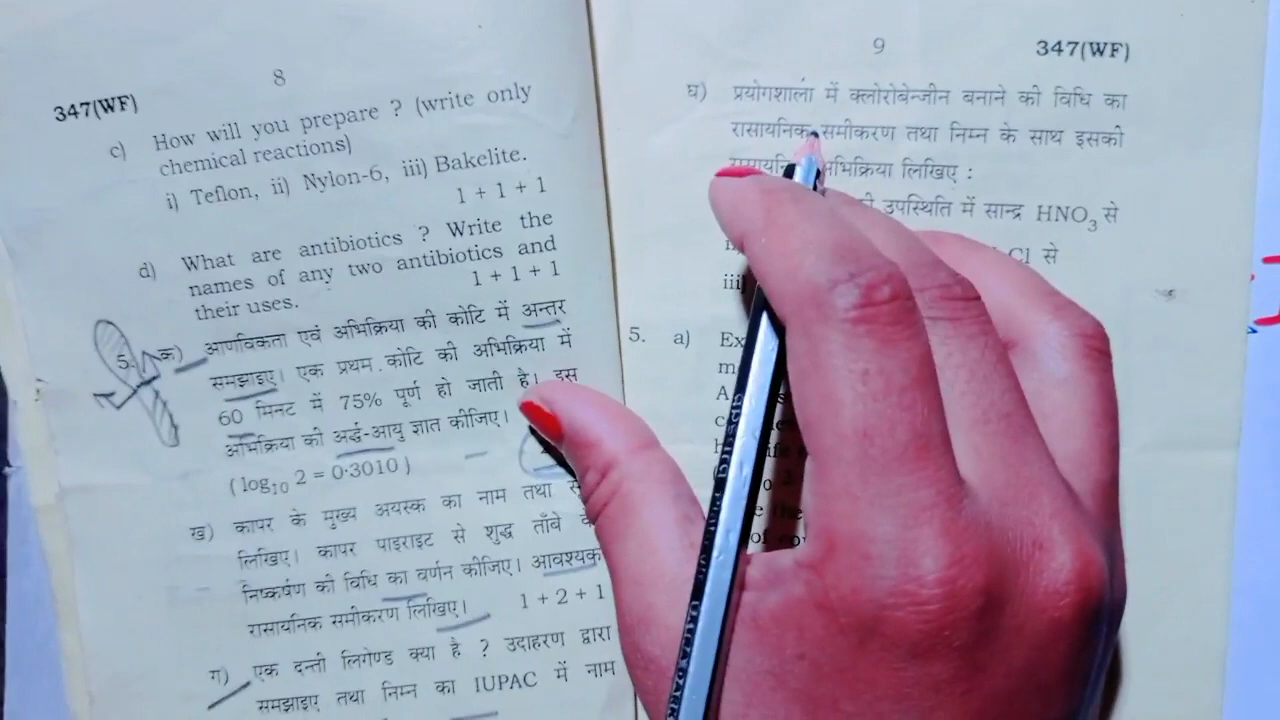 8
347(WF)
c) How will you prepare ? (write only
chemical reactions)
i) Teflon, ii) Nylon-6, iii) Bakelite.
1 + 1 + 1
d) What are antibiotics ? Write the
names of any two antibiotics and
their uses.
1 + 1 + 1
5. क) आणविकता एवं अभिक्रिया की कोटि में अन्तर
समझाइए। एक प्रथम कोटि की अभिक्रिया में
60 मिनट में 75% पूर्ण हो जाती है। इस
अभिक्रिया की अर्द्ध-आयु ज्ञात कीजिए।
(log10 2 = 0·3010)
ख) कापर के मुख्य अयस्क का नाम तथा
लिखिए। कापर पाइराइट से शुद्ध ताँबे
निष्कर्षण की विधि का वर्णन कीजिए। आवश्यक
रासायनिक समीकरण लिखिए।
1 + 2 + 1
ग) एक दन्ती लिगेण्ड क्या है ? उदाहरण द्वारा
समझाइए तथा निम्न का IUPAC में नाम
9
347(WF)
घ) प्रयोगशाला में क्लोरोबेन्जीन बनाने की विधि का
रासायनिक समीकरण तथा निम्न के साथ इसकी
अभिक्रिया लिखिए :
उपस्थिति में सान्द्र HNO3 से
Cl से
iii)
5. a)